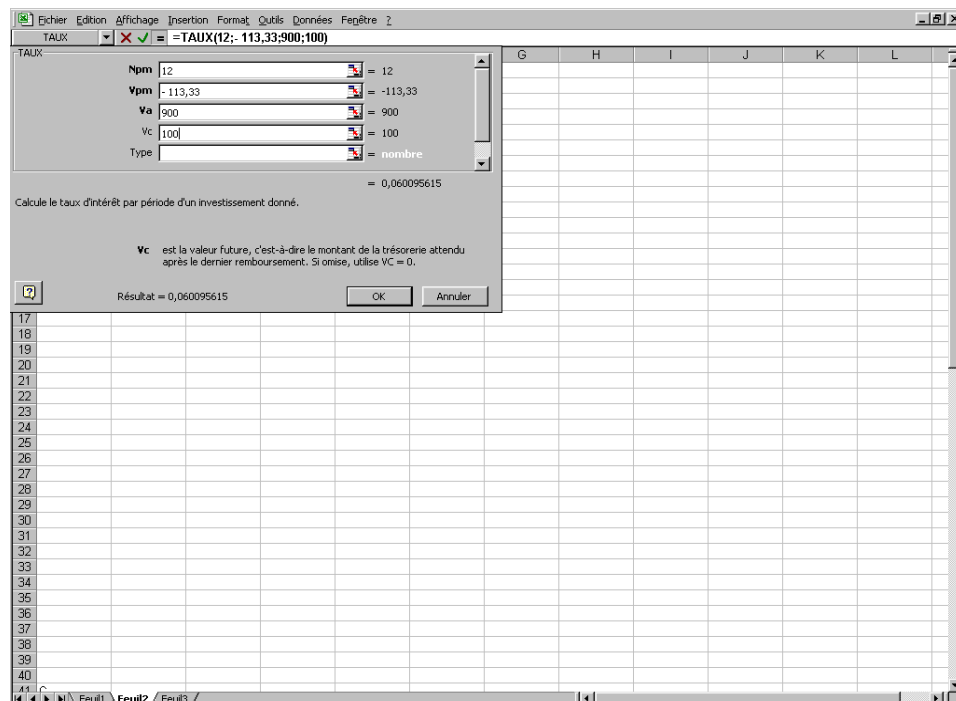 Fichier Edition Affichage Insertion Format Outils Données Fenêtre ?
TAUX = =TAUX(12;- 113,33;900;100)
TAUX
G H I J K L
Npm 12 = 12
Vpm - 113,33 = -113,33
Va 900 = 900
Vc 100 = 100
Type = nombre
= 0,060095615
Calcule le taux d'intérêt par période d'un investissement donné.
Vc est la valeur future, c'est-à-dire le montant de la trésorerie attendu
après le dernier remboursement. Si omise, utilise VC = 0.
? Résultat = 0,060095615 OK Annuler
17
18
19
20
21
22
23
24
25
26
27
28
29
30
31
32
33
34
35
36
37
38
39
40
41
Feuil1 Feuil2 Feuil3